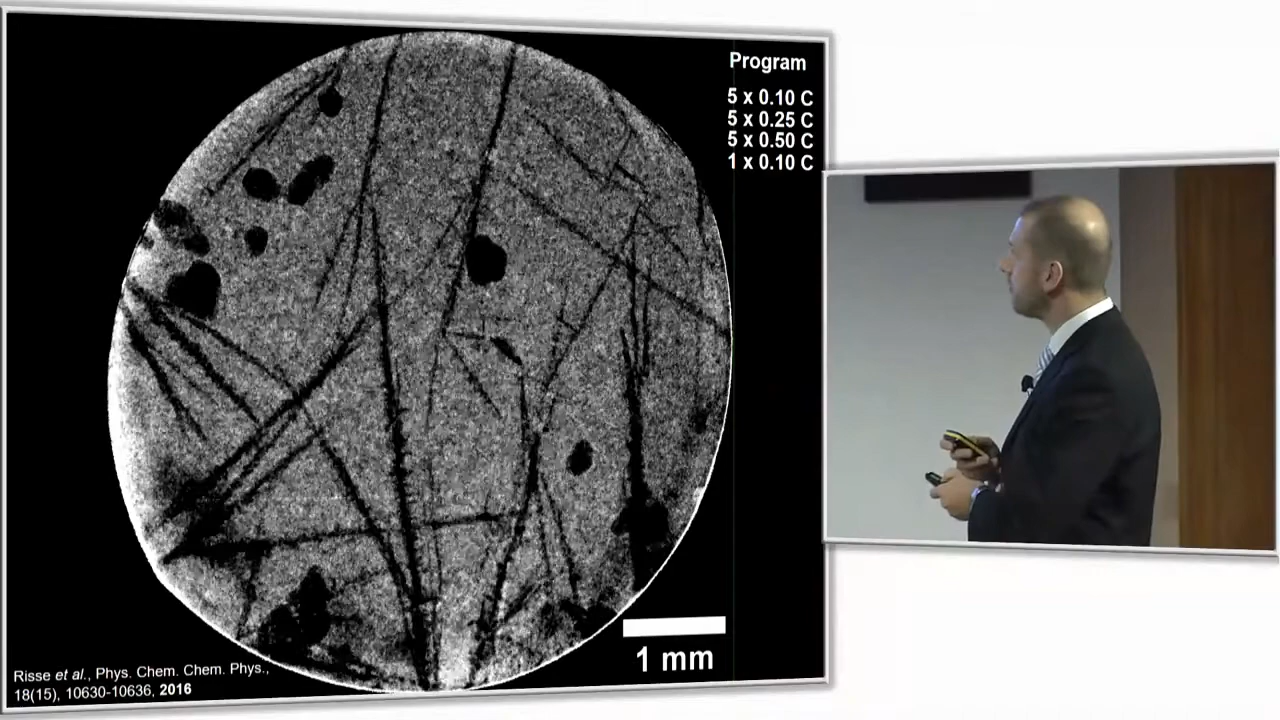 Program
5 x 0.10 C
5 x 0.25 C
5 x 0.50 C
1 x 0.10 C
1 mm
Risse et al., Phys. Chem. Chem. Phys.,
18(15), 10630-10636, 2016